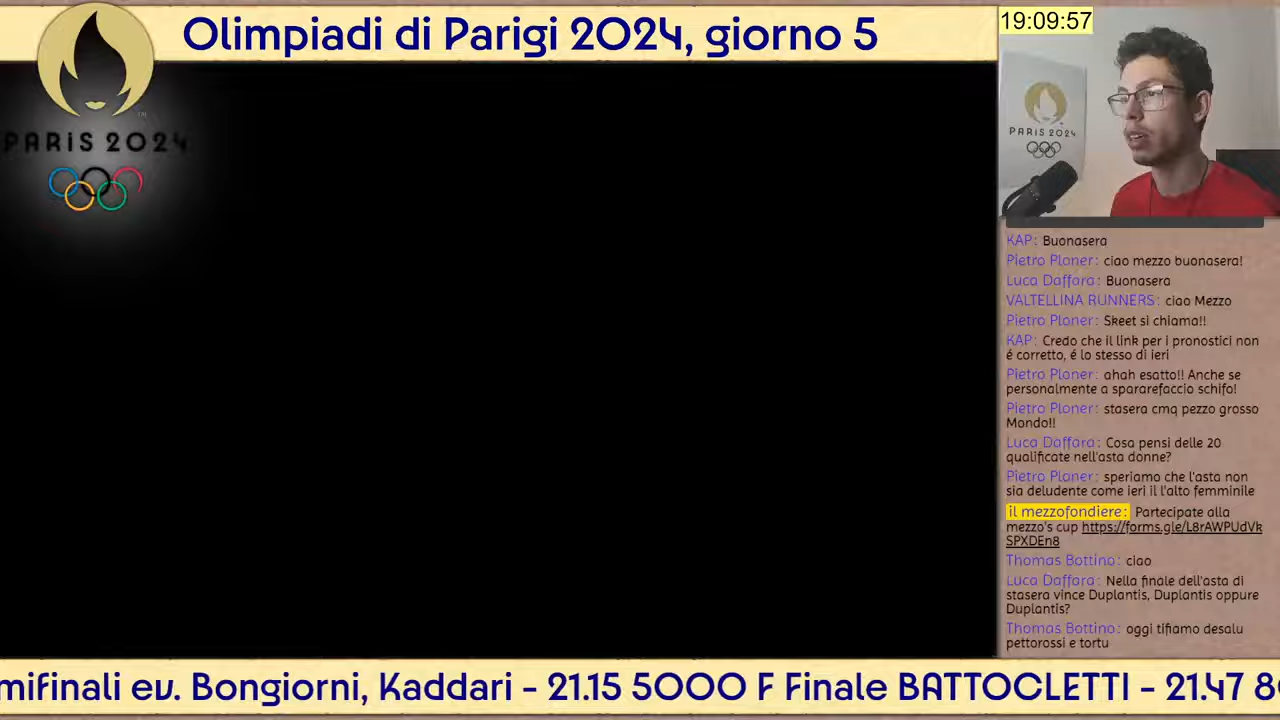 Olimpiadi di Parigi 2024, giorno 5
PARIS 2024
19:09:57
PARIS 2024
KAP: Buonasera
Pietro Ploner: ciao mezzo buonasera!
Luca Daffara: Buonasera
VALTELLINA RUNNERS: ciao Mezzo
Pietro Ploner: Skeet si chiama!!
KAP: Credo che il link per i pronostici non
é corretto, é lo stesso di ieri
Pietro Ploner: ahah esatto!! Anche se
personalmente a spararefaccio schifo!
Pietro Ploner: stasera cmq pezzo grosso
Mondo!!
Luca Daffara: Cosa pensi delle 20
qualificate nell'asta donne?
Pietro Ploner: speriamo che l'asta non
sia deludente come ieri il l'alto femminile
il mezzofondiere: Partecipate alla
mezzo's cup https://forms.gle/L8rAWPUdVk
SPXDEn8
Thomas Bottino: ciao
Luca Daffara: Nella finale dell'asta di
stasera vince Duplantis, Duplantis oppure
Duplantis?
Thomas Bottino: oggi tifiamo desalu
pettorossi e tortu
mifinali ev. Bongiorni, Kaddari - 21.15 5000 F Finale BATTOCLETTI - 21.47 8